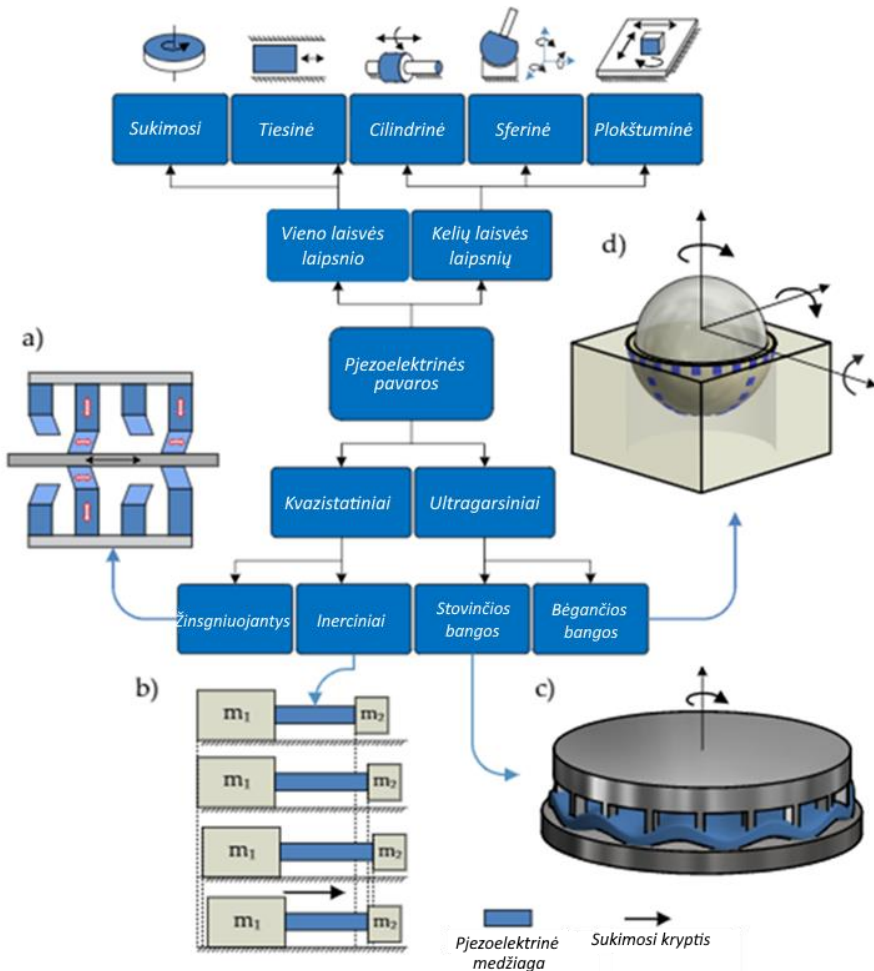 Sukimosi
Tiesinė
Cilindrinė
Sferinė
Plokštuminė
Vieno laisvės
laipsnio
Kelių laisvės
laipsnių
d)
a)
Pjezoelektrinės
pavaros
Kvazistatiniai
Ultragarsiniai
Žinsgniuojantys
Inerciniai
Stovinčios
bangos
Bėgančios
bangos
b)
c)
m₁
m₂
m₁
m₂
m₁
m₂
m₁
m₂
Pjezoelektrinė
medžiaga
Sukimosi kryptis